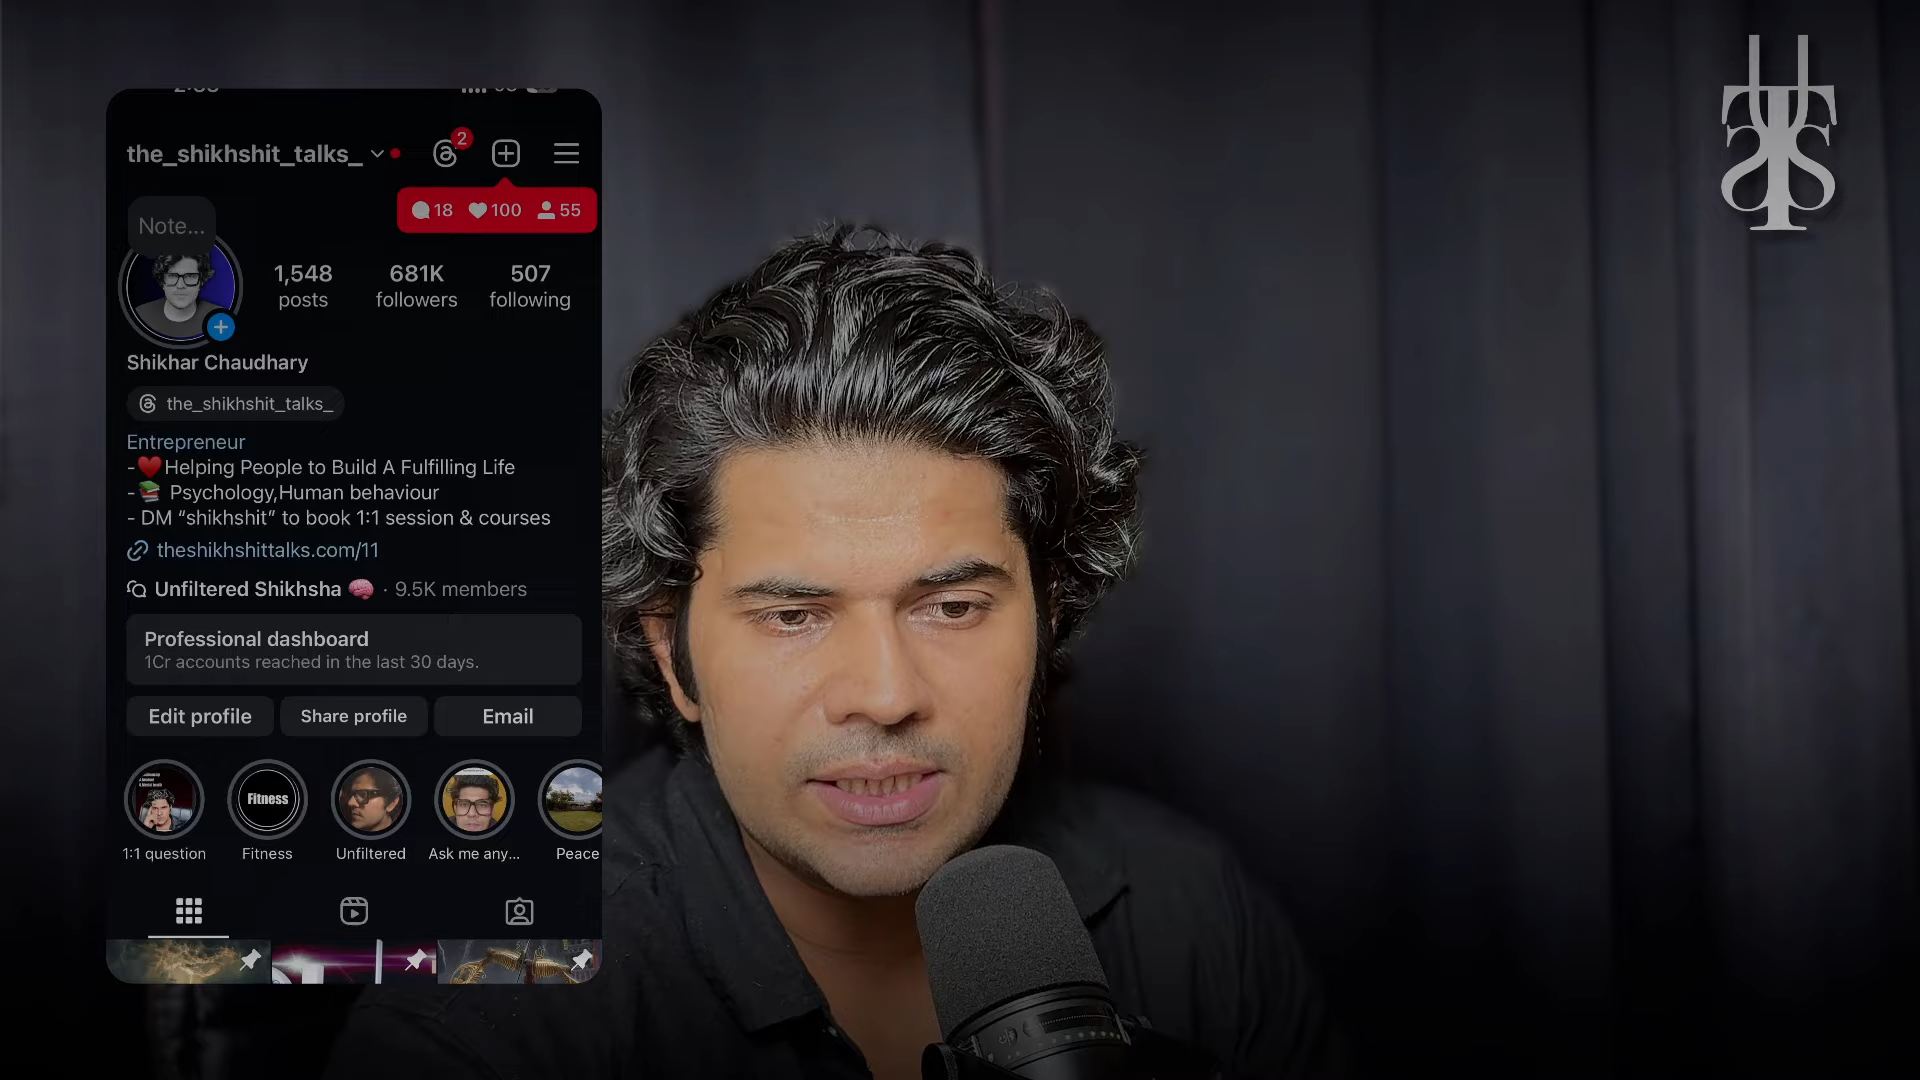 the_shikhshit_talks_
2
18 100 55
Note...
1,548 681K 507
posts followers following
Shikhar Chaudhary
the_shikhshit_talks_
Entrepreneur
-❤️Helping People to Build A Fulfilling Life
-📚 Psychology,Human behaviour
- DM “shikhshit” to book 1:1 session & courses
theshikhshittalks.com/11
Unfiltered Shikhsha 🧠 · 9.5K members
Professional dashboard
1Cr accounts reached in the last 30 days.
Edit profile Share profile Email
Fitness
1:1 question Fitness Unfiltered Ask me any... Peace